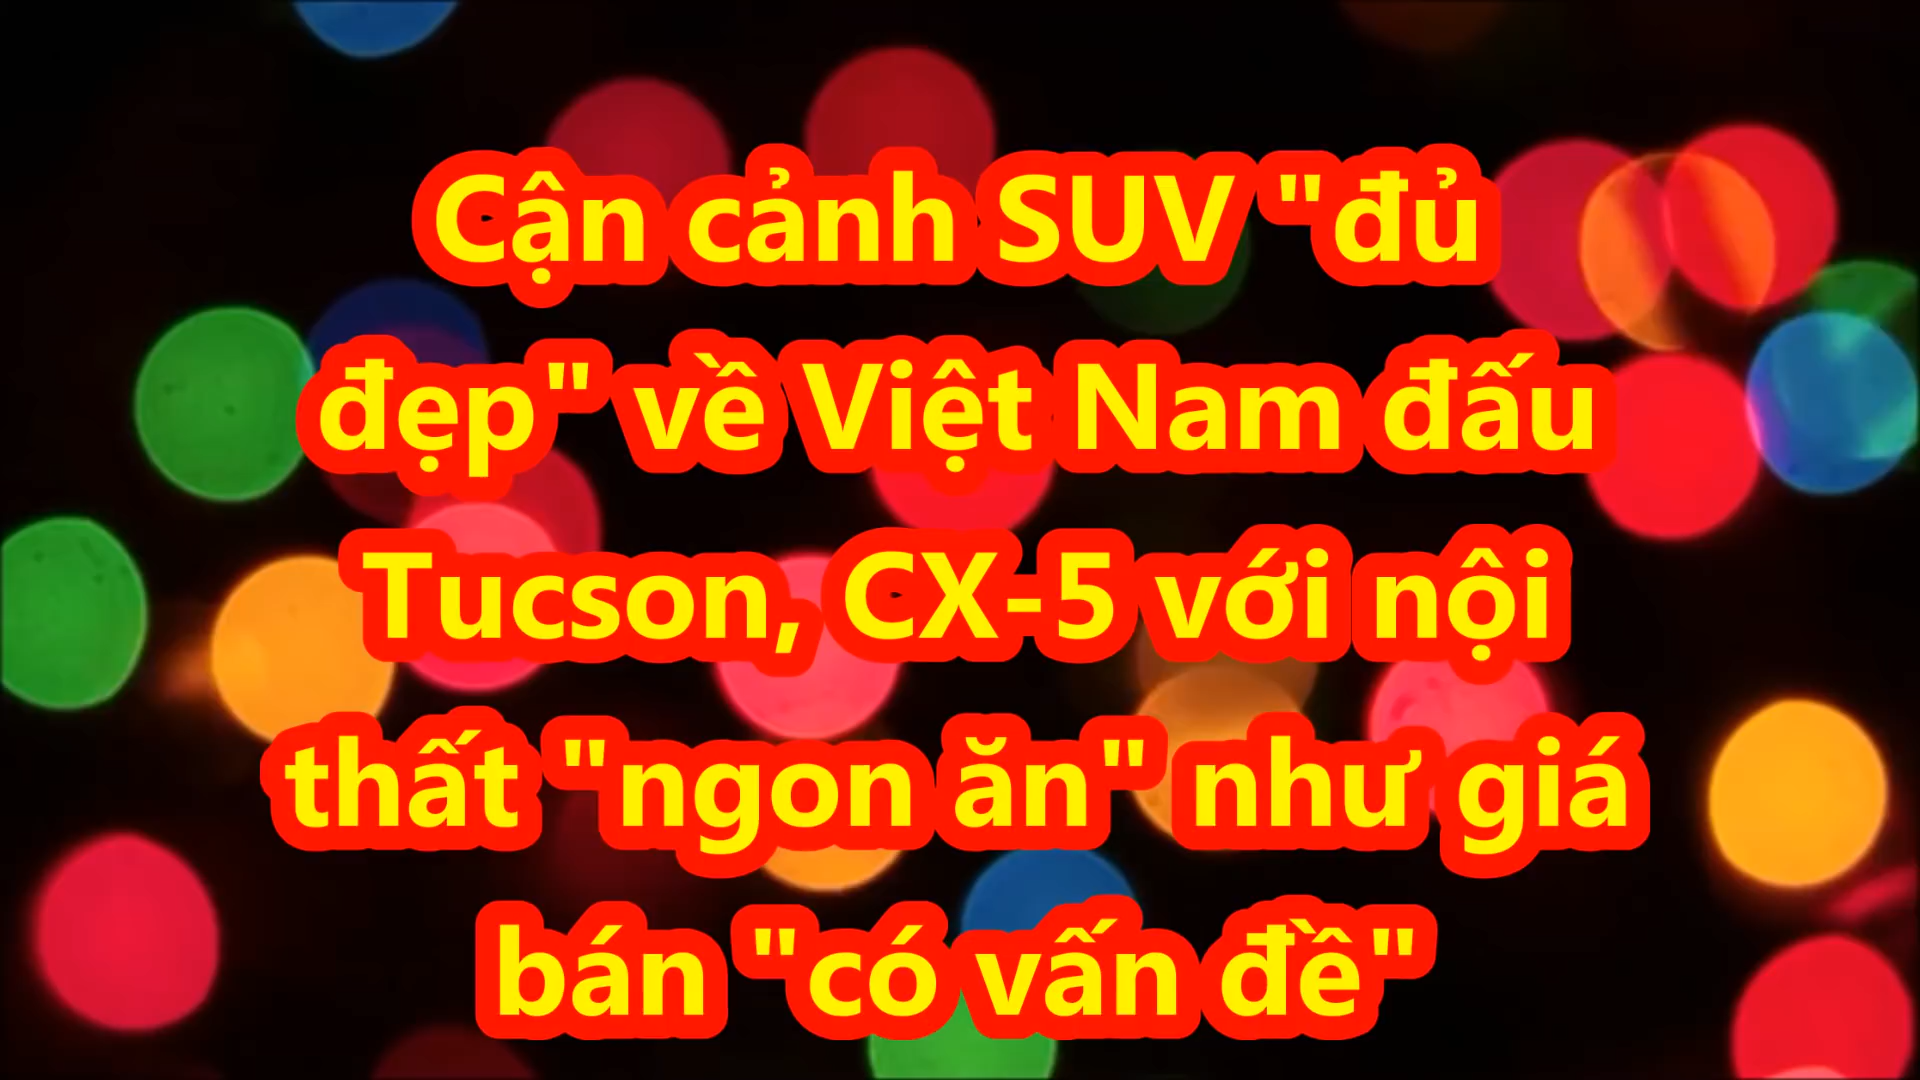 Cận cảnh SUV "đủ
đẹp" về Việt Nam đấu
Tucson, CX-5 với nội
thất "ngon ăn" như giá
bán "có vấn đề"